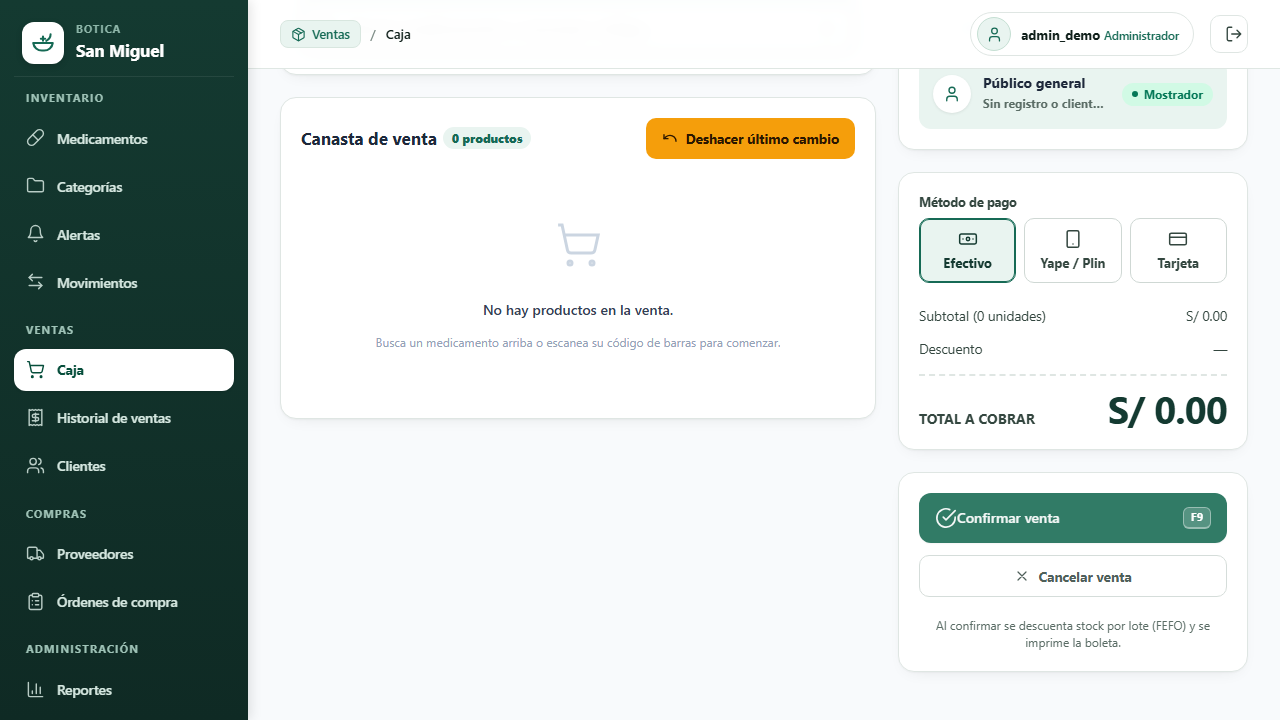 BOTICA
San Miguel
INVENTARIO
Medicamentos
Categorías
Alertas
Movimientos
VENTAS
Caja
Historial de ventas
Clientes
COMPRAS
Proveedores
Órdenes de compra
ADMINISTRACIÓN
Reportes
Ventas / Caja
admin_demo Administrador
Canasta de venta 0 productos
Deshacer último cambio
No hay productos en la venta.
Busca un medicamento arriba o escanea su código de barras para comenzar.
Público general
Sin registro o client...
Mostrador
Método de pago
Efectivo
Yape / Plin
Tarjeta
Subtotal (0 unidades) S/ 0.00
Descuento —
TOTAL A COBRAR S/ 0.00
Confirmar venta F9
Cancelar venta
Al confirmar se descuenta stock por lote (FEFO) y se
imprime la boleta.